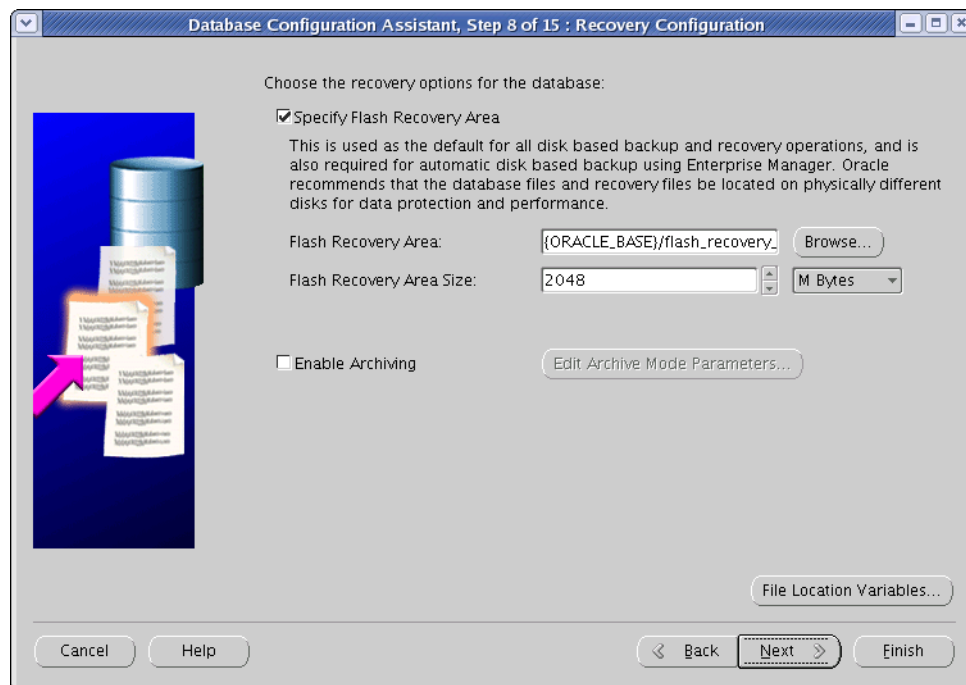 Database Configuration Assistant, Step 8 of 15 : Recovery Configuration
Choose the recovery options for the database:
Specify Flash Recovery Area
This is used as the default for all disk based backup and recovery operations, and is
also required for automatic disk based backup using Enterprise Manager. Oracle
recommends that the database files and recovery files be located on physically different
disks for data protection and performance.
Flash Recovery Area: {ORACLE_BASE}/flash_recovery_ Browse...
Flash Recovery Area Size: 2048 M Bytes
Enable Archiving Edit Archive Mode Parameters...
File Location Variables...
Cancel Help Back Next Finish